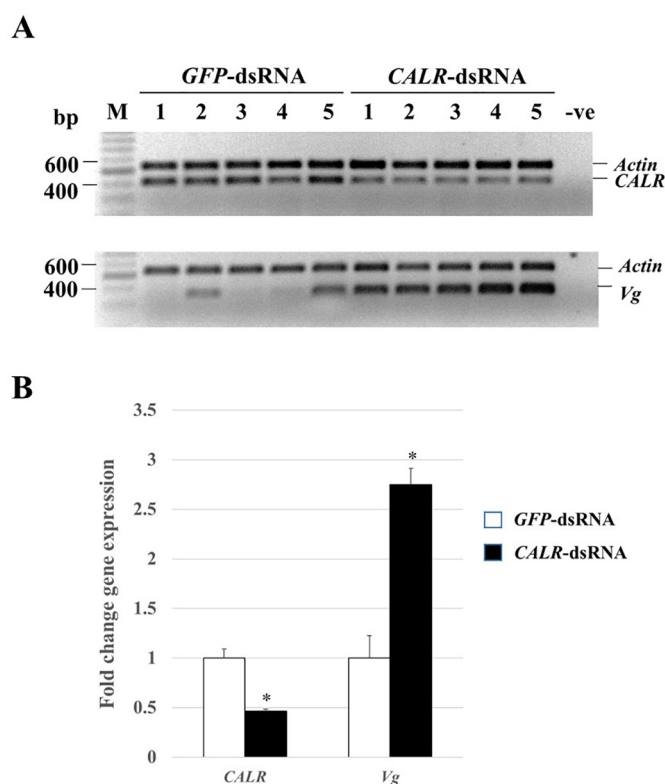 A
GFP-dsRNA CALR-dsRNA
bp M 1 2 3 4 5 1 2 3 4 5 -ve
600 Actin
400 CALR
600 Actin
400 Vg
B
3.5
3
2.5
2
1.5
1
0.5
0
Fold change gene expression
*
*
CALR Vg
GFP-dsRNA
CALR-dsRNA